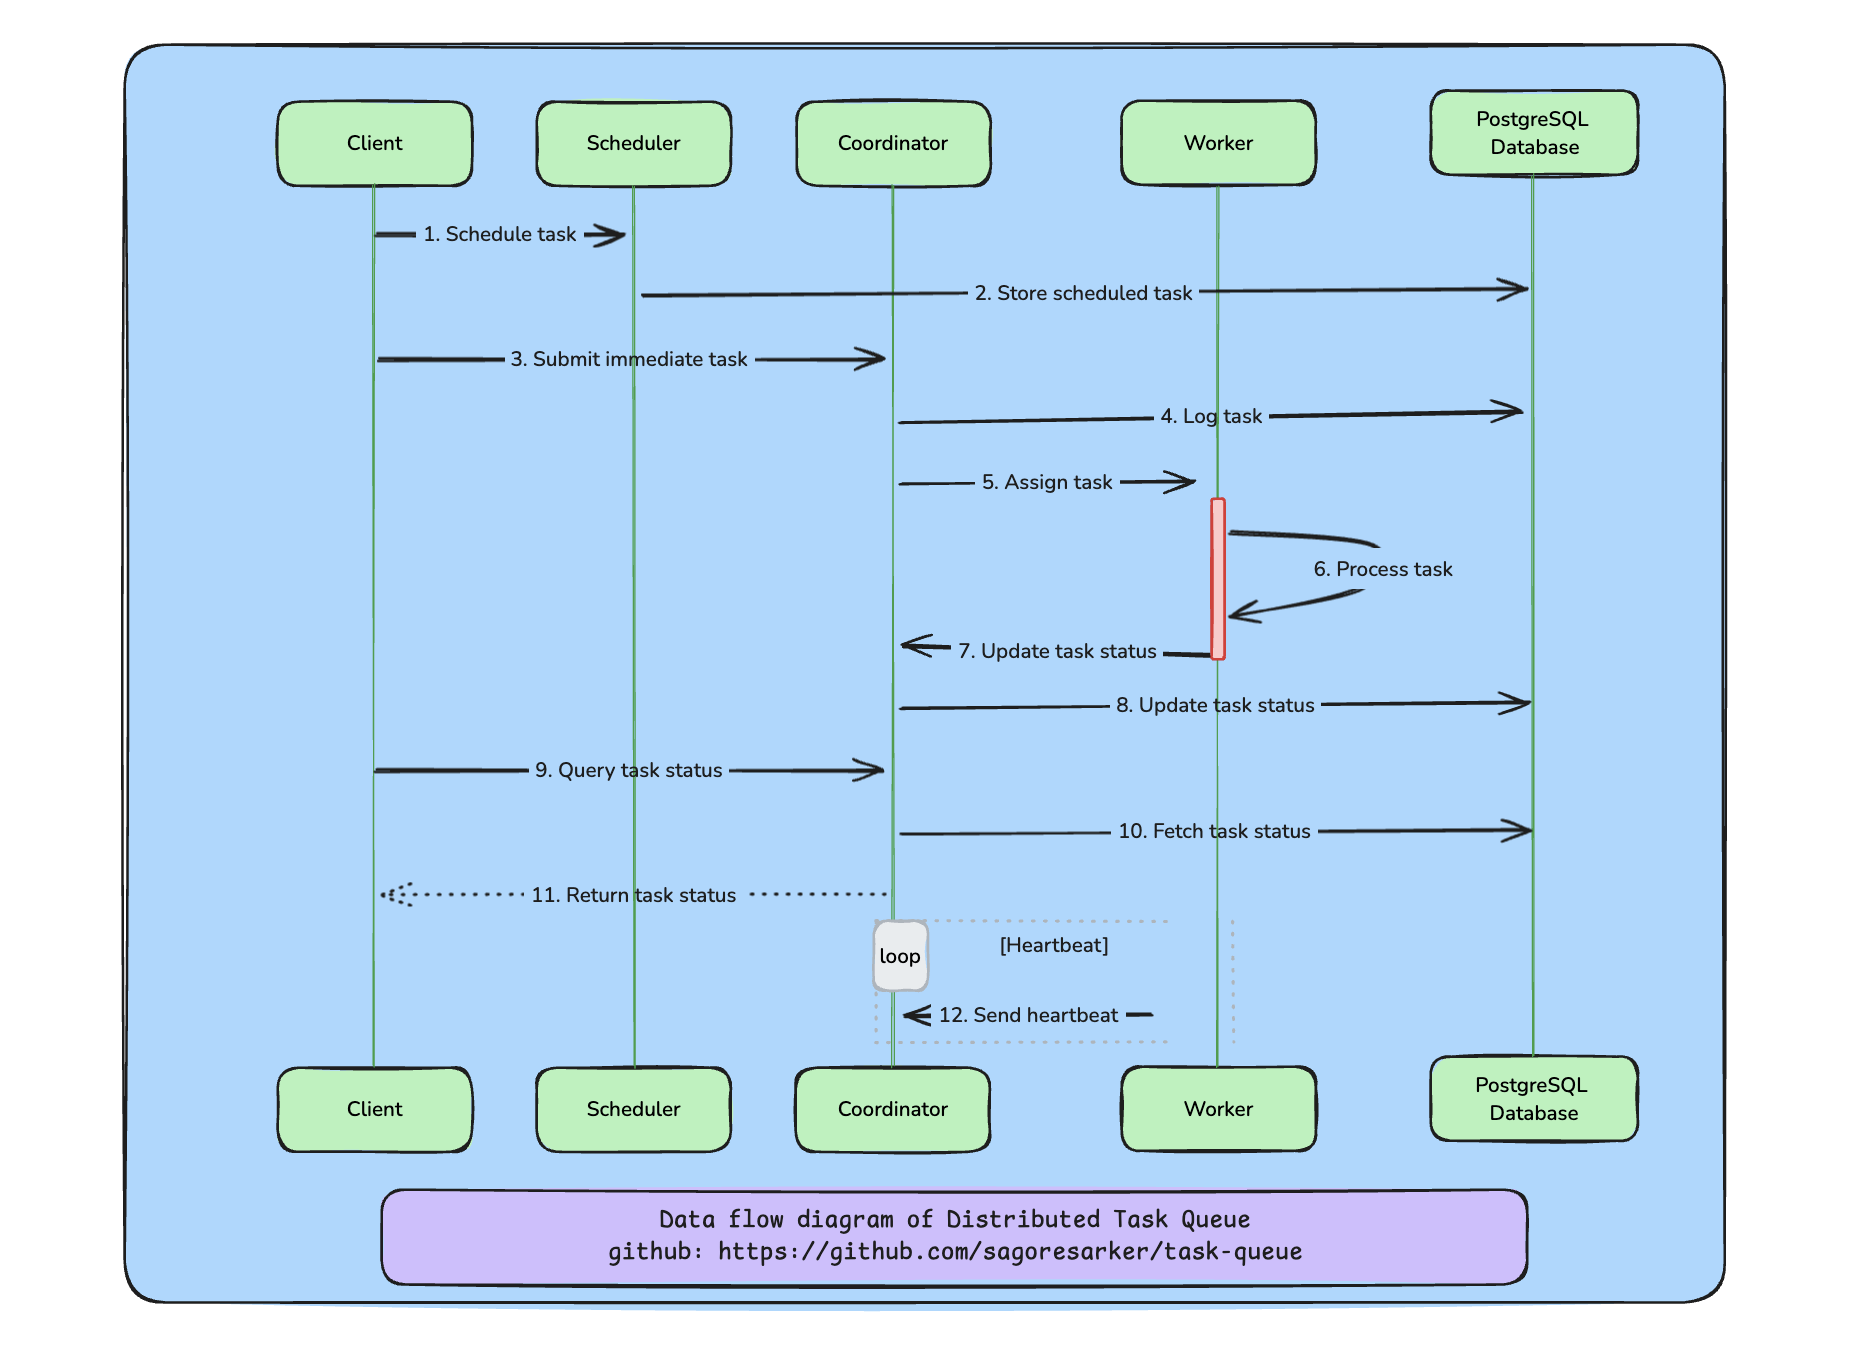 Client
Scheduler
Coordinator
Worker
PostgreSQL
Database
1. Schedule task
2. Store scheduled task
3. Submit immediate task
4. Log task
5. Assign task
6. Process task
7. Update task status
8. Update task status
9. Query task status
10. Fetch task status
11. Return task status
[Heartbeat]
loop
12. Send heartbeat
Client
Scheduler
Coordinator
Worker
PostgreSQL
Database
Data flow diagram of Distributed Task Queue
github: https://github.com/sagoresarker/task-queue